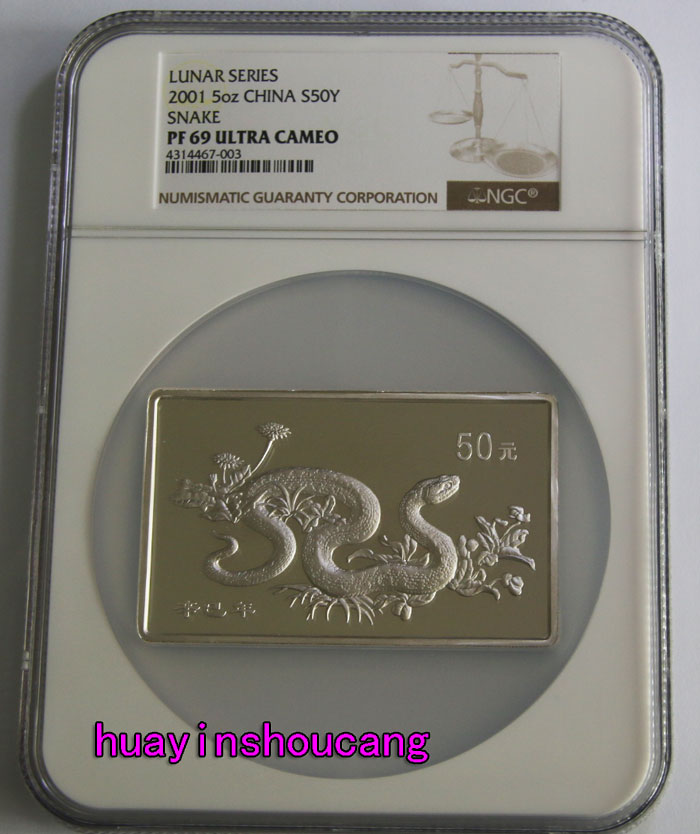 LUNAR SERIES
2001 5oz CHINA S50Y
SNAKE
PF 69 ULTRA CAMEO
4314467-003
NUMISMATIC GUARANTY CORPORATION
NGC®
50元
辛巳年
huayinshoucang